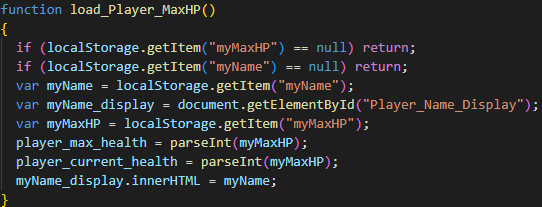 function load_Player_MaxHP()
{
if (localStorage.getItem("myMaxHP") == null) return;
if (localStorage.getItem("myName") == null) return;
var myName = localStorage.getItem("myName");
var myName_display = document.getElementById("Player_Name_Display");
var myMaxHP = localStorage.getItem("myMaxHP");
player_max_health = parseInt(myMaxHP);
player_current_health = parseInt(myMaxHP);
myName_display.innerHTML = myName;
}